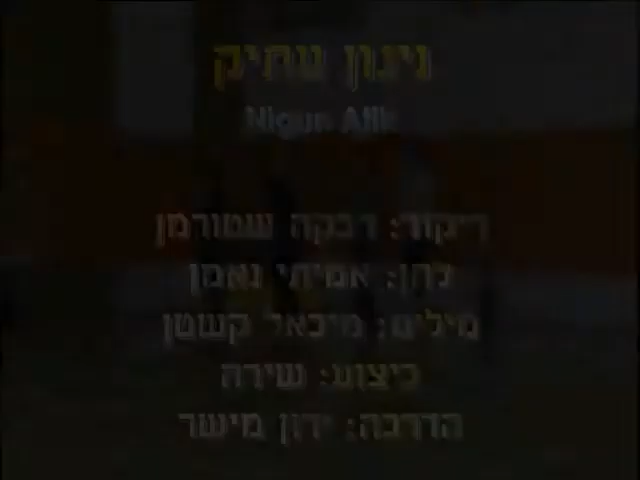 ניגון עתיק
Nigun Atik
ריקוד: רבקה שטורמן
לחן: אמיתי נאמן
מילים: מיכאל קשטן
ביצוע: שירה
הדרכה: ירון מישר